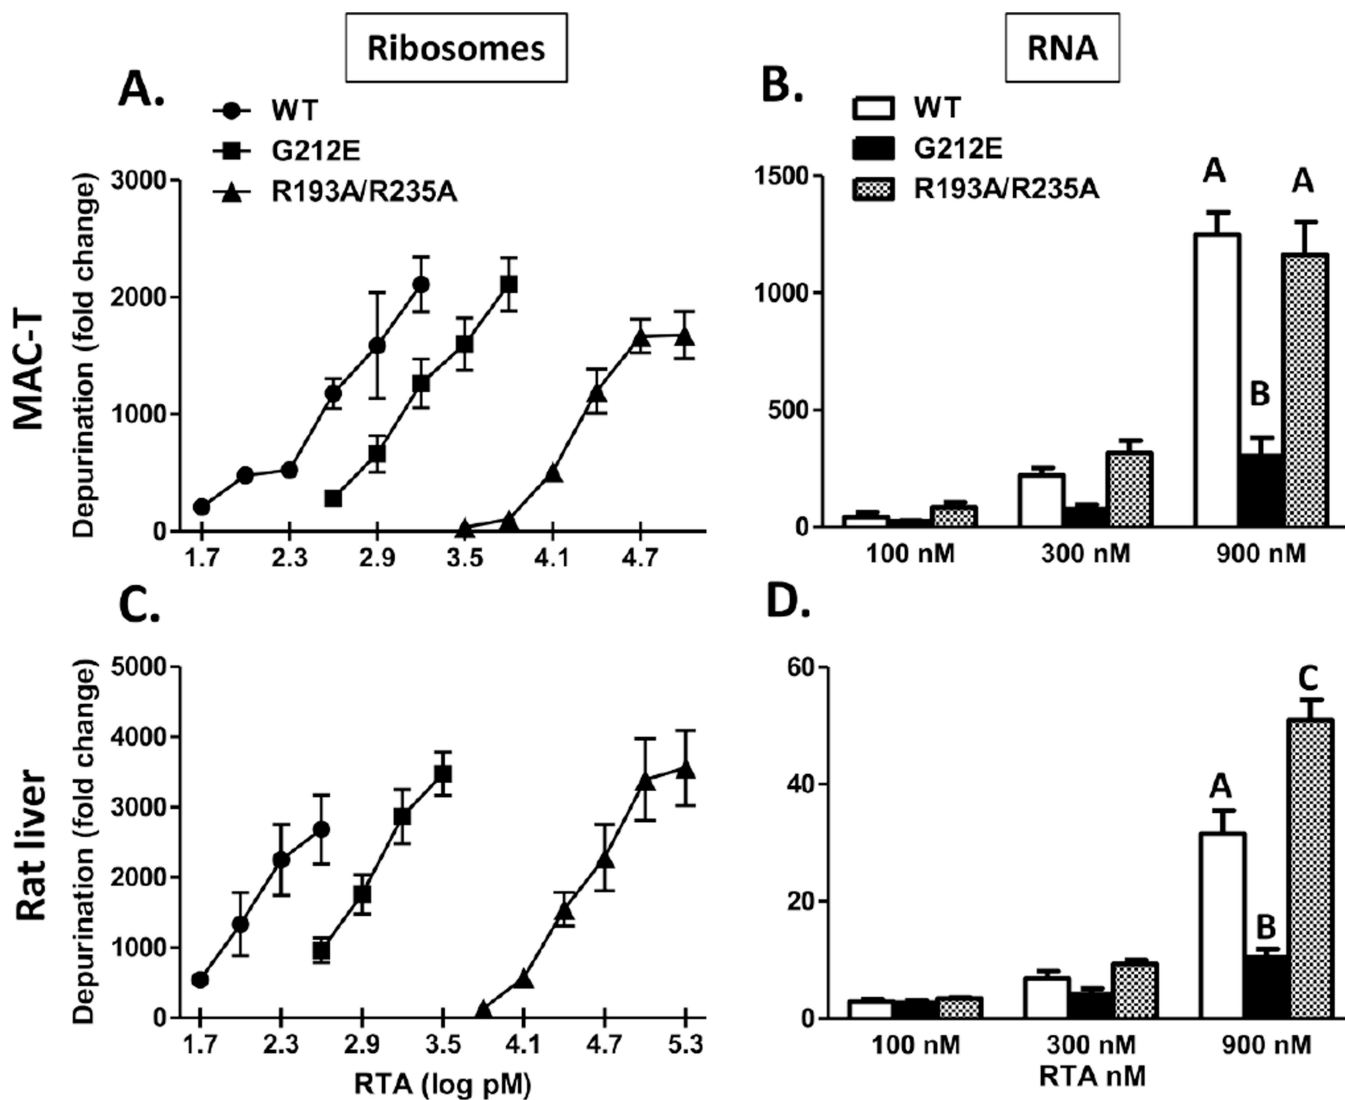 Ribosomes
RNA
A.
WT
G212E
R193A/R235A
B.
WT
G212E
R193A/R235A
MAC-T
Depurination (fold change)
3000
2000
1000
0
1.7 2.3 2.9 3.5 4.1 4.7
1500
1000
500
0
A B A
100 nM 300 nM 900 nM
C.
D.
Rat liver
Depurination (fold change)
5000
4000
3000
2000
1000
0
1.7 2.3 2.9 3.5 4.1 4.7 5.3
RTA (log pM)
60
40
20
0
A B C
100 nM 300 nM 900 nM
RTA nM